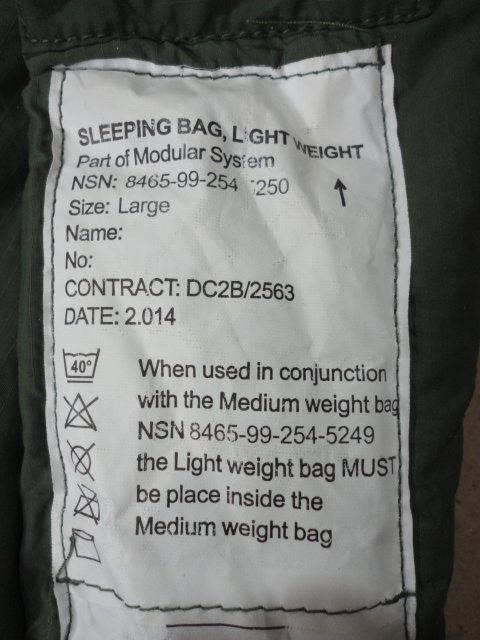 SLEEPING BAG, LIGHT WEIGHT
Part of Modular System
NSN: 8465-99-254 5250
Size: Large
Name:
No:
CONTRACT: DC2B/2563
DATE: 2.014
40°
When used in conjunction
with the Medium weight bag
NSN 8465-99-254-5249
the Light weight bag MUST
be place inside the
Medium weight bag